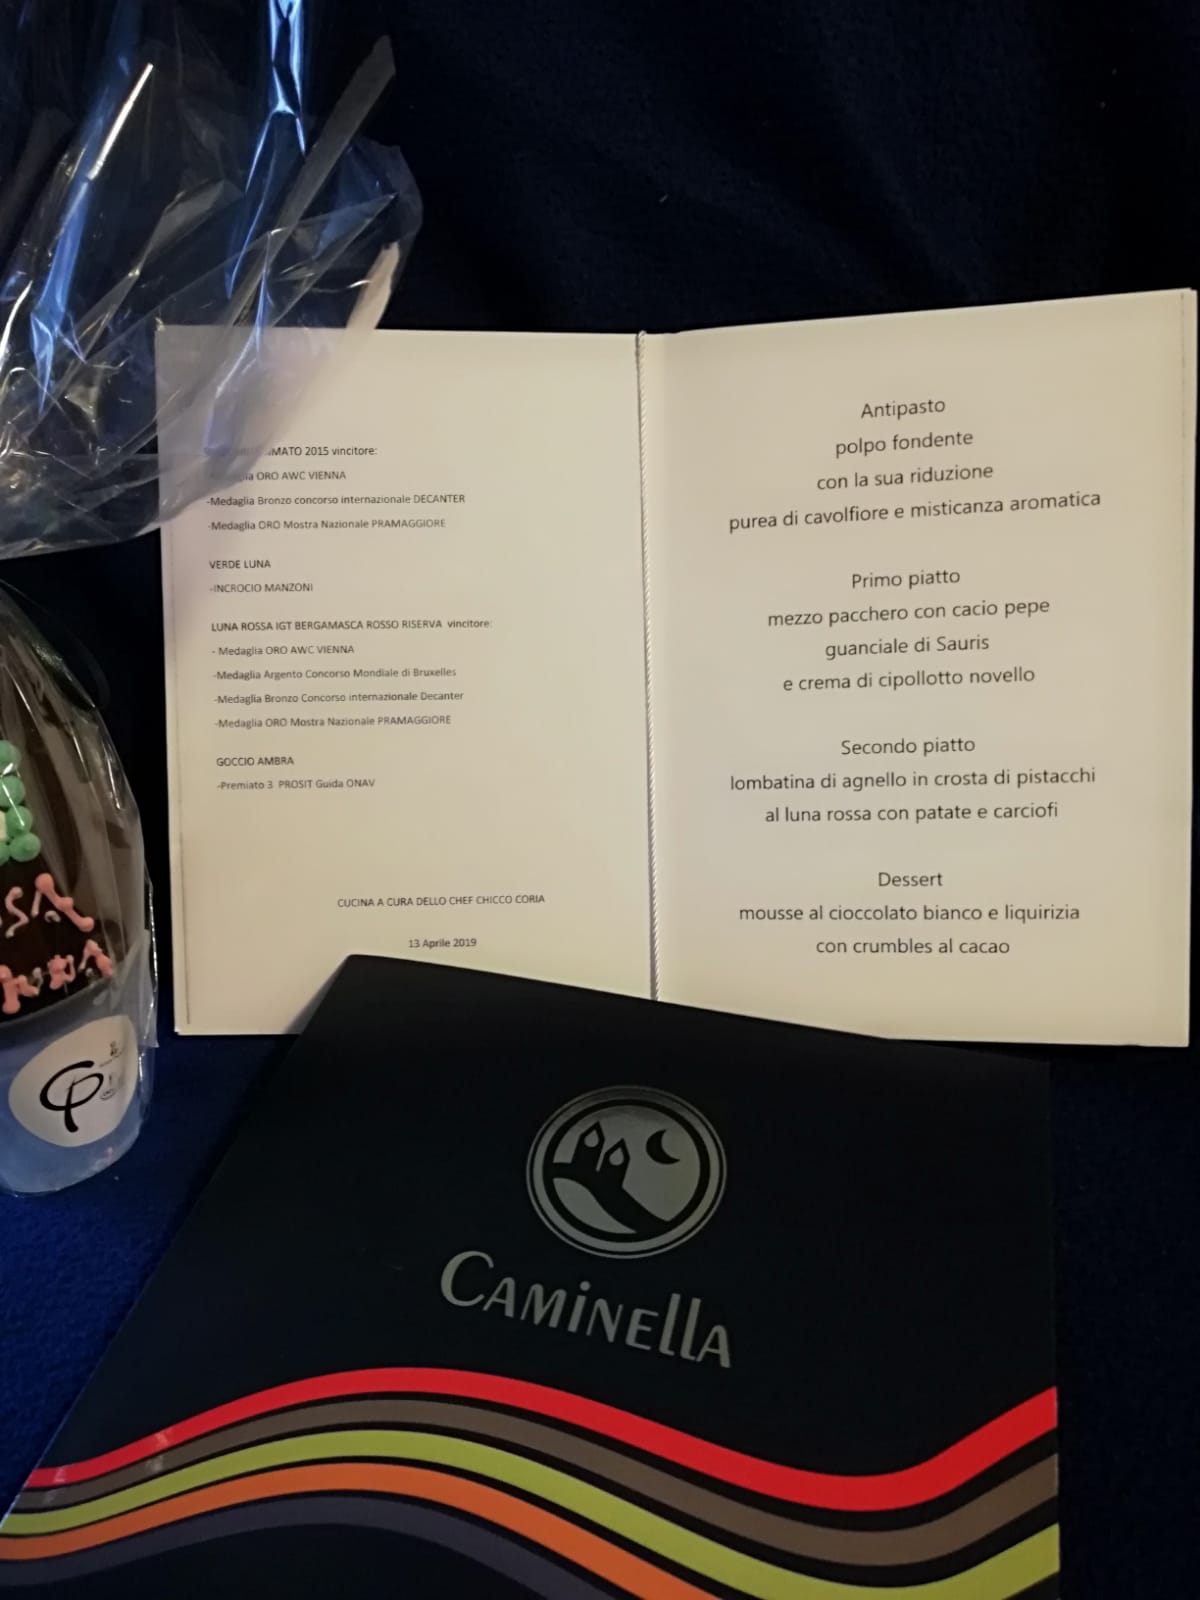 MATO 2015 vincitore:
ORO AWC VIENNA
-Medaglia Bronzo concorso internazionale DECANTER
-Medaglia ORO Mostra Nazionale PRAMAGGIORE
VERDE LUNA
-INCROCIO MANZONI
LUNA ROSSA IGT BERGAMASCA ROSSO RISERVA vincitore:
- Medaglia ORO AWC VIENNA
-Medaglia Argento Concorso Mondiale di Bruxelles
-Medaglia Bronzo Concorso internazionale Decanter
-Medaglia ORO Mostra Nazionale PRAMAGGIORE
GOCCIO AMBRA
-Premiato 3 PROSIT Guida ONAV
CUCINA A CURA DELLO CHEF CHICCO CORIA
13 Aprile 2019
Antipasto
polpo fondente
con la sua riduzione
purea di cavolfiore e misticanza aromatica
Primo piatto
mezzo pacchero con cacio pepe
guanciale di Sauris
e crema di cipollotto novello
Secondo piatto
lombatina di agnello in crosta di pistacchi
al luna rossa con patate e carciofi
Dessert
mousse al cioccolato bianco e liquirizia
con crumbles al cacao
CAMINELLA